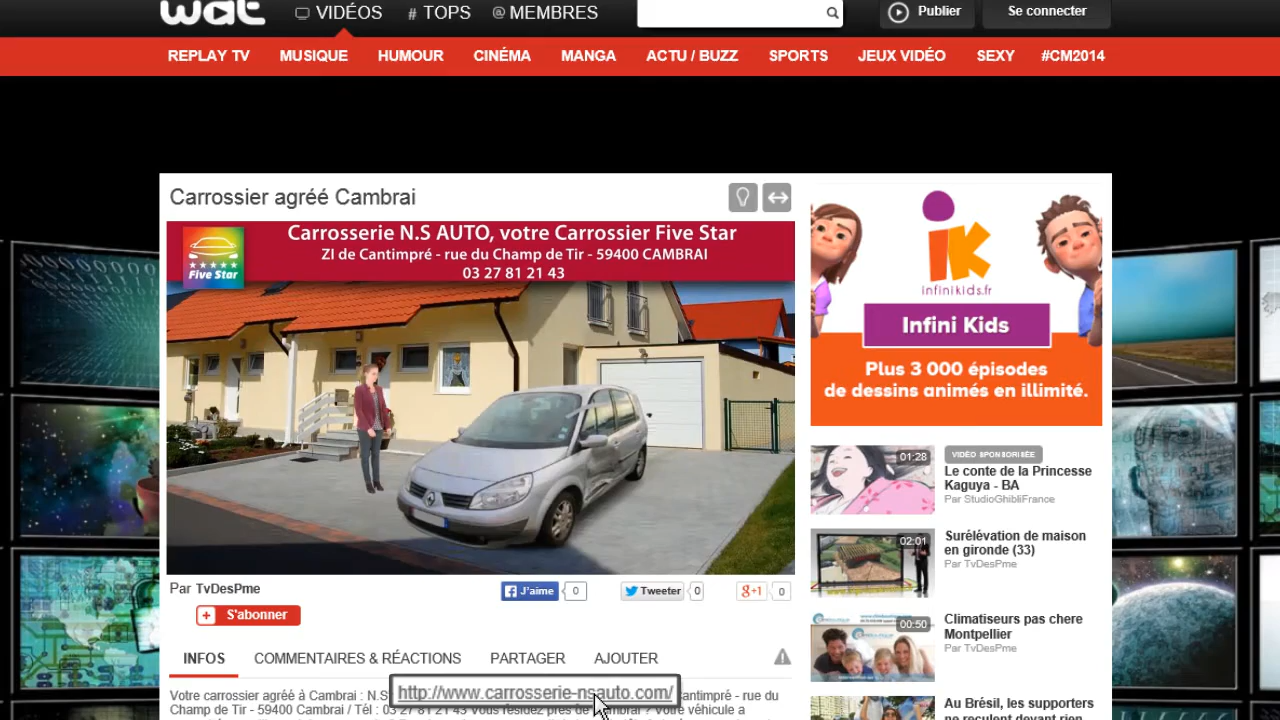 wat
VIDÉOS
# TOPS
@ MEMBRES
Publier
Se connecter
REPLAY TV
MUSIQUE
HUMOUR
CINÉMA
MANGA
ACTU / BUZZ
SPORTS
JEUX VIDÉO
SEXY
#CM2014
Carrossier agréé Cambrai
Five Star
Carrosserie N.S AUTO, votre Carrossier Five Star
ZI de Cantimpré - rue du Champ de Tir - 59400 CAMBRAI
03 27 81 21 43
Par TvDesPme
J'aime
0
Tweeter
0
g+1
0
+ S'abonner
INFOS
COMMENTAIRES & RÉACTIONS
PARTAGER
AJOUTER
http://www.carrosserie-nsauto.com/
Votre carrossier agréé à Cambrai : N.S
Cantimpré - rue du
Champ de Tir - 59400 Cambrai / Tél : 03 27 81 21 43 Vous résidez près de Cambrai ? Votre véhicule a
ik
infinikids.fr
Infini Kids
Plus 3 000 épisodes
de dessins animés en illimité.
01:28
VIDÉO SPONSORISÉE
Le conte de la Princesse
Kaguya - BA
Par StudioGhibliFrance
02:01
Surélévation de maison
en gironde (33)
Par TvDesPme
00:50
Climatiseurs pas chere
Montpellier
Par TvDesPme
Au Brésil, les supporters
ne reculent devant rien